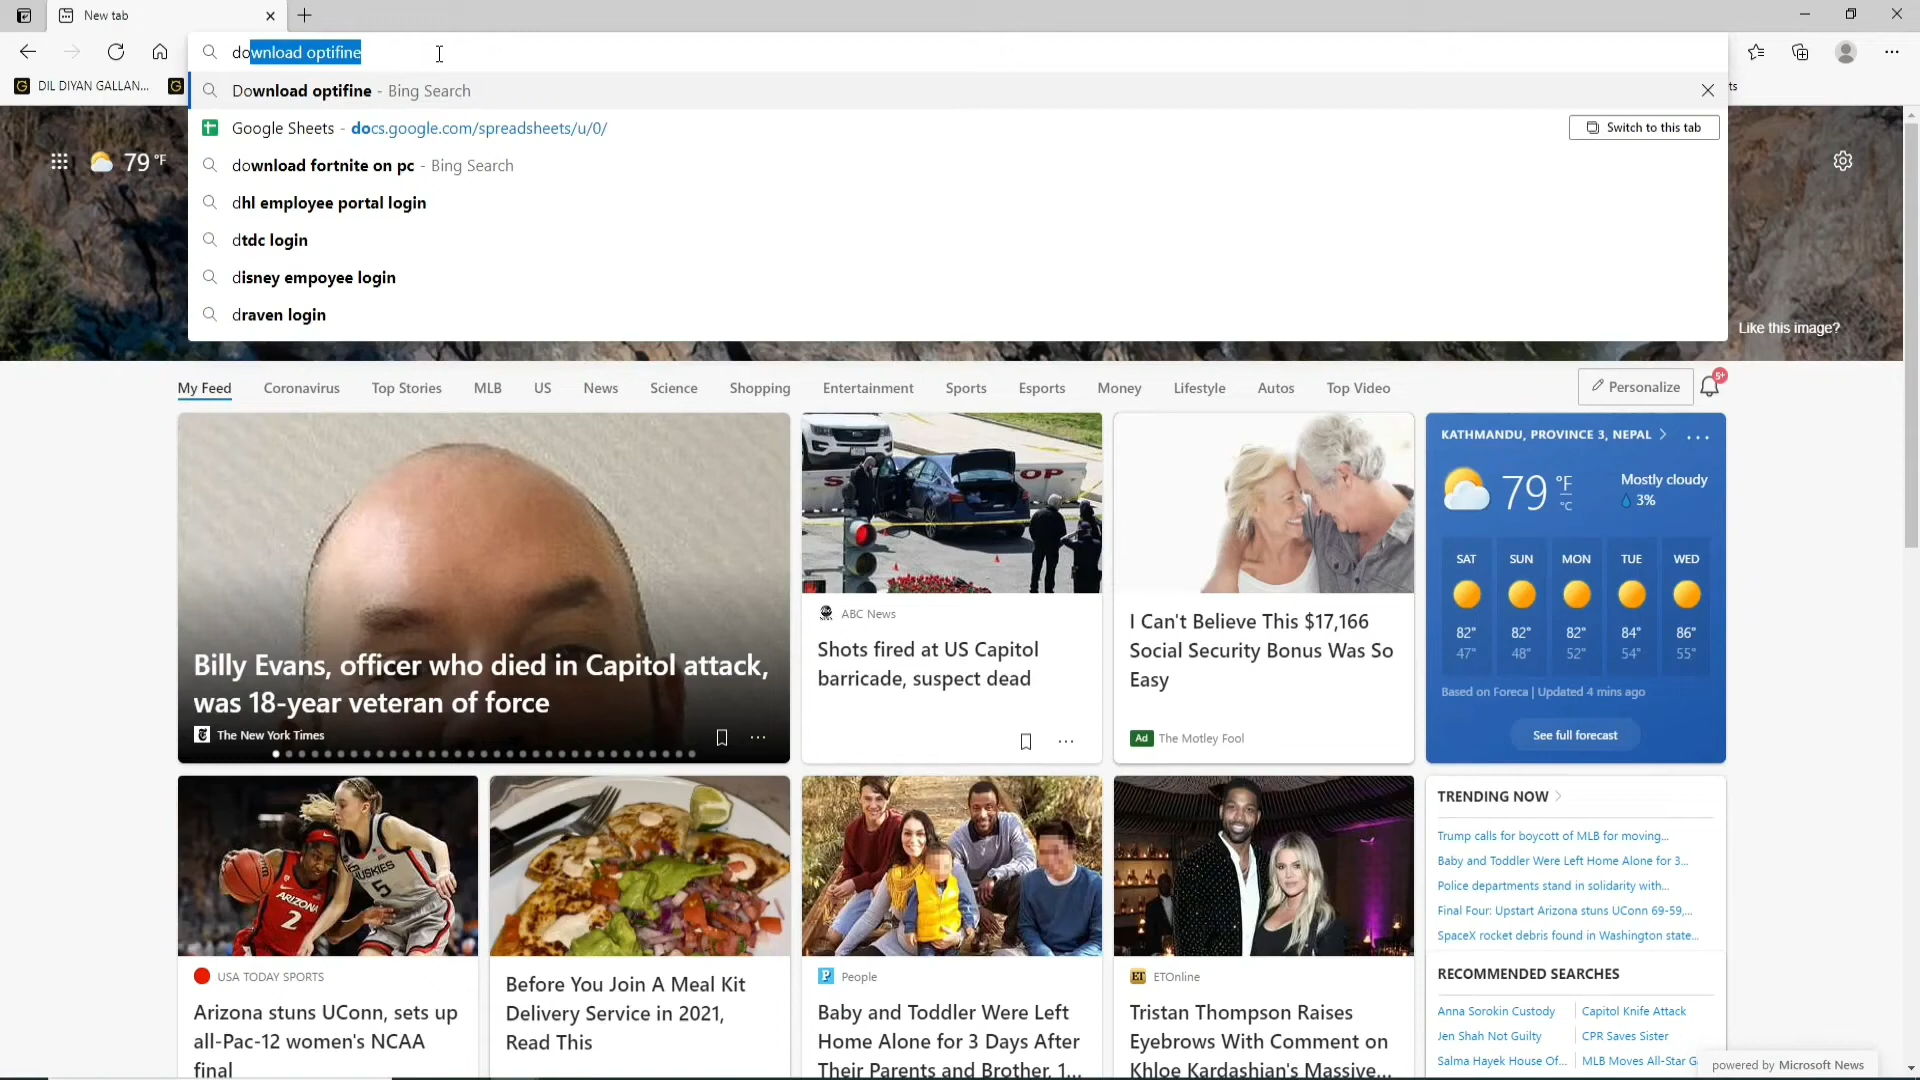 New tab
download optifine
DIL DIYAN GALLAN...
ts
Download optifine - Bing Search
Google Sheets - docs.google.com/spreadsheets/u/0/
Switch to this tab
download fortnite on pc - Bing Search
dhl employee portal login
dtdc login
disney empoyee login
draven login
79 °F
Like this image?
My Feed
Coronavirus
Top Stories
MLB
US
News
Science
Shopping
Entertainment
Sports
Esports
Money
Lifestyle
Autos
Top Video
Personalize
5+
Billy Evans, officer who died in Capitol attack,
was 18-year veteran of force
The New York Times
STOP
abc NEWS
ABC News
Shots fired at US Capitol
barricade, suspect dead
I Can't Believe This $17,166
Social Security Bonus Was So
Easy
Ad The Motley Fool
KATHMANDU, PROVINCE 3, NEPAL
79 °F
°C
Mostly cloudy
3%
SAT SUN MON TUE WED
82° 82° 82° 84° 86°
47° 48° 52° 54° 55°
Based on Foreca | Updated 4 mins ago
See full forecast
HUSKIES
5
ARIZONA
2
USA TODAY SPORTS
Arizona stuns UConn, sets up
all-Pac-12 women's NCAA
final
Before You Join A Meal Kit
Delivery Service in 2021,
Read This
P People
Baby and Toddler Were Left
Home Alone for 3 Days After
Their Parents and Brother, 1...
ET ETOnline
Tristan Thompson Raises
Eyebrows With Comment on
Khloe Kardashian's Massive...
TRENDING NOW
Trump calls for boycott of MLB for moving...
Baby and Toddler Were Left Home Alone for 3...
Police departments stand in solidarity with...
Final Four: Upstart Arizona stuns UConn 69-59,...
SpaceX rocket debris found in Washington state...
RECOMMENDED SEARCHES
Anna Sorokin Custody
Capitol Knife Attack
Jen Shah Not Guilty
CPR Saves Sister
Salma Hayek House Of...
MLB Moves All-Star G
powered by Microsoft News